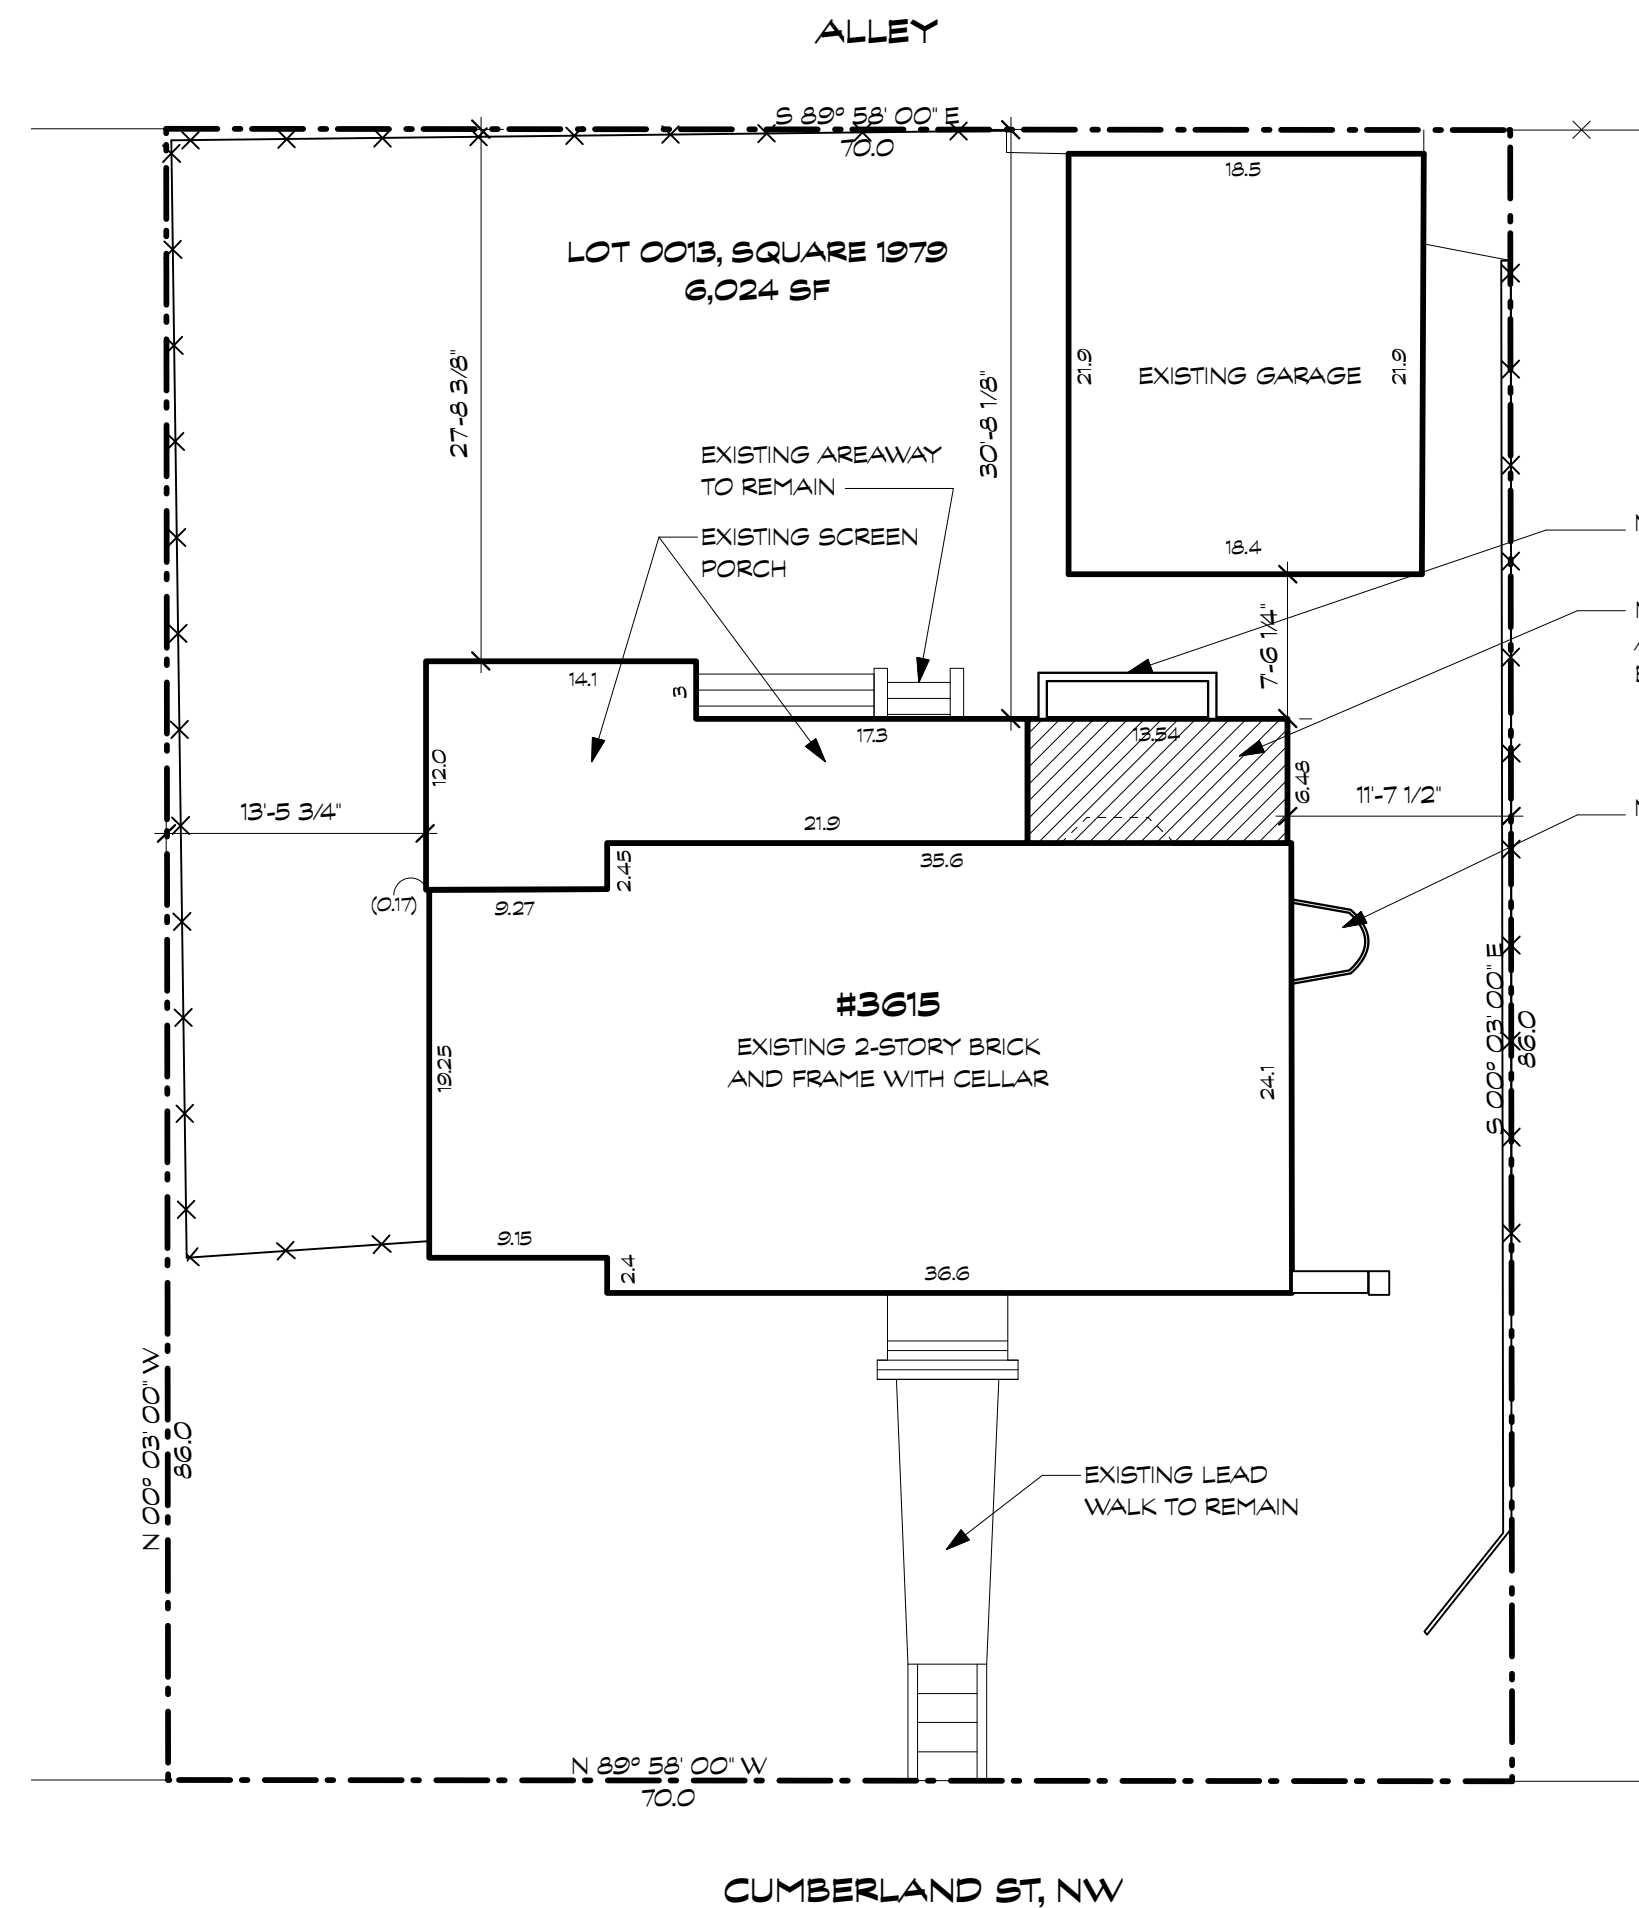 ALLEY
S 89° 58' 00" E
70.0
18.5
LOT 0013, SQUARE 1979
6,024 SF
27'-8 3/8"
30'-8 1/8"
21.9
EXISTING GARAGE
21.9
EXISTING AREAWAY
TO REMAIN
EXISTING SCREEN
PORCH
18.4
7'-6 1/4"
14.1
3
17.3
13.54
12.0
6.48
13'-5 3/4"
11'-7 1/2"
21.9
35.6
2.45
(0.17)
9.27
#3615
EXISTING 2-STORY BRICK
AND FRAME WITH CELLAR
19.25
24.1
S 00° 03' 00" E
86.0
9.15
2.4
36.6
N 00° 03' 00" W
86.0
EXISTING LEAD
WALK TO REMAIN
N 89° 58' 00" W
70.0
CUMBERLAND ST, NW